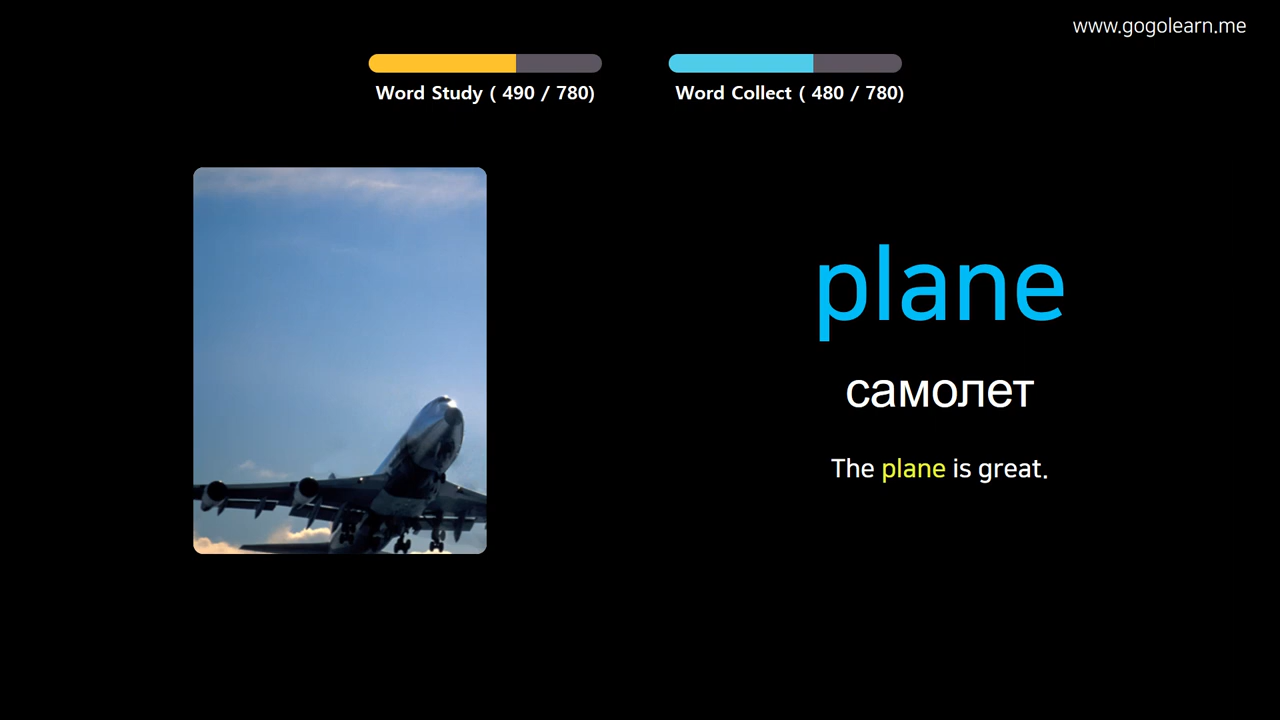 www.gogolearn.me
Word Study ( 490 / 780)
Word Collect ( 480 / 780)
plane
самолет
The plane is great.